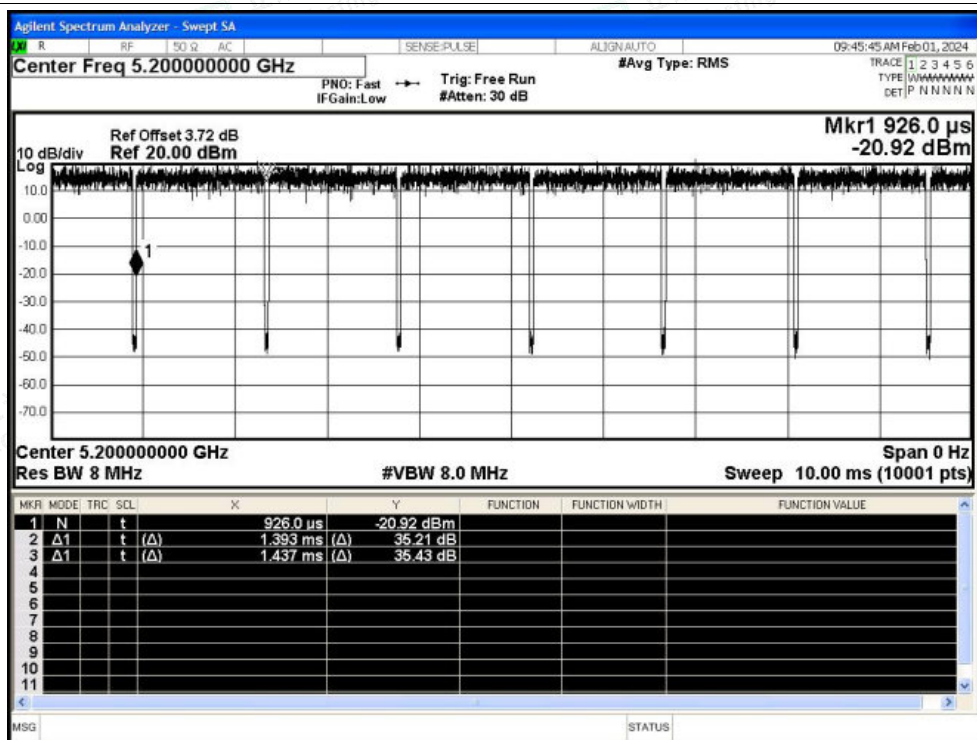 Agilent Spectrum Analyzer - Swept SA
LXI R RF 50 Ω AC SENSE:PULSE ALIGNAUTO 09:45:45 AM Feb 01, 2024
Center Freq 5.200000000 GHz #Avg Type: RMS TRACE 1 2 3 4 5 6
PNO: Fast Trig: Free Run TYPE WWWWWW
IFGain:Low #Atten: 30 dB DET P N N N N N
Mkr1 926.0 µs
Ref Offset 3.72 dB
10 dB/div Ref 20.00 dBm -20.92 dBm
Log
10.0
0.00
1
-10.0
-20.0
-30.0
-40.0
-50.0
-60.0
-70.0
Center 5.200000000 GHz Span 0 Hz
Res BW 8 MHz #VBW 8.0 MHz Sweep 10.00 ms (10001 pts)
MKR MODE TRC SCL X Y FUNCTION FUNCTION WIDTH FUNCTION VALUE
1 N t 926.0 µs -20.92 dBm
2 Δ1 t (Δ) 1.393 ms (Δ) 35.21 dB
3 Δ1 t (Δ) 1.437 ms (Δ) 35.43 dB
4
5
6
7
8
9
10
11
MSG STATUS